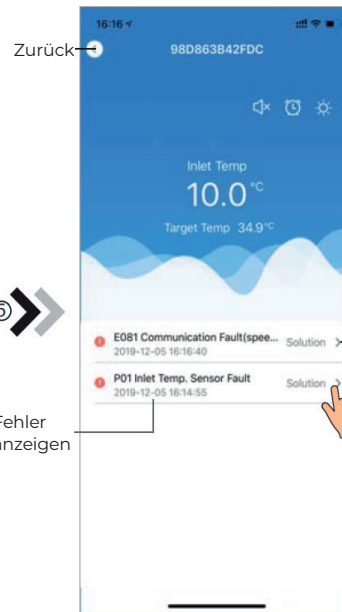 16:16
Zurück
98D863B42FDC
Inlet Temp
10.0°C
Target Temp 34.9°C
E081 Communication Fault(spee... Solution
2019-12-05 16:16:40
P01 Inlet Temp. Sensor Fault Solution
2019-12-05 16:14:55
Fehler
anzeigen